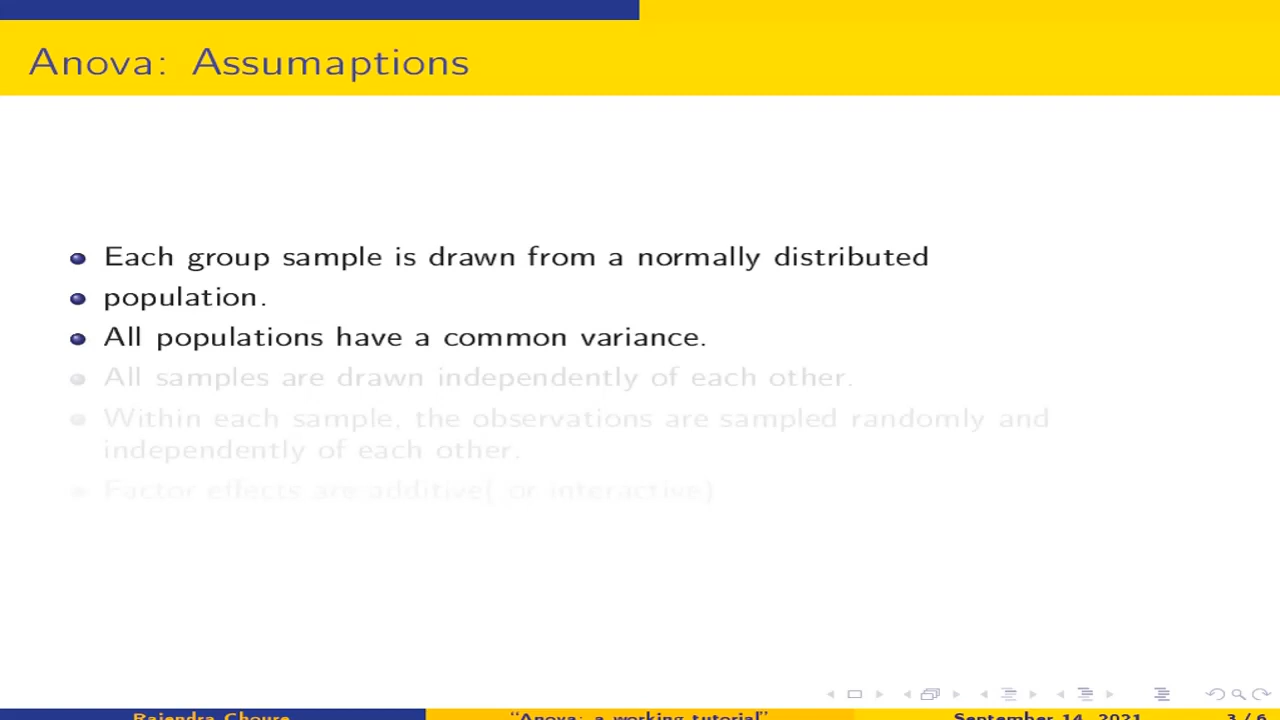 Anova: Assumaptions
Each group sample is drawn from a normally distributed
population.
All populations have a common variance.
All samples are drawn independently of each other.
Within each sample, the observations are sampled randomly and
independently of each other.
Factor effects are additive( or interactive)
Rajendra Choure
“Anova: a working tutorial”
September 14, 2021
3 / 6